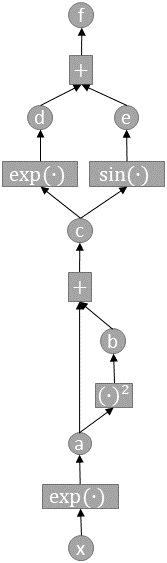 f
+
d e
exp(·) sin(·)
c
+
b
(·)²
a
exp(·)
x